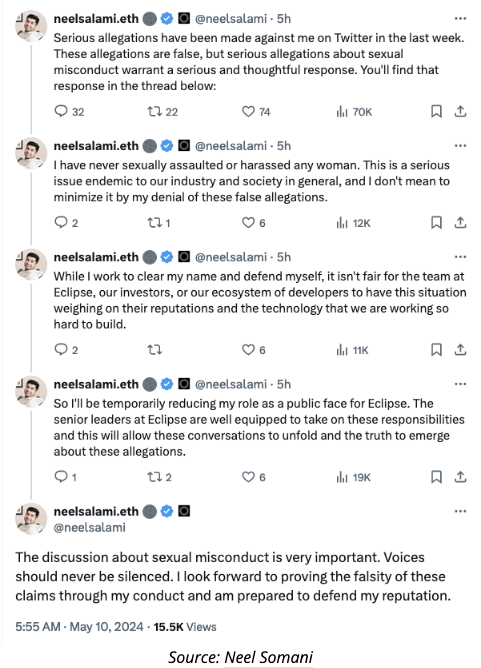 neelsalami.eth @neelsalami · 5h
Serious allegations have been made against me on Twitter in the last week.
These allegations are false, but serious allegations about sexual
misconduct warrant a serious and thoughtful response. You'll find that
response in the thread below:
32 22 74 70K
neelsalami.eth @neelsalami · 5h
I have never sexually assaulted or harassed any woman. This is a serious
issue endemic to our industry and society in general, and I don't mean to
minimize it by my denial of these false allegations.
2 1 6 12K
neelsalami.eth @neelsalami · 5h
While I work to clear my name and defend myself, it isn't fair for the team at
Eclipse, our investors, or our ecosystem of developers to have this situation
weighing on their reputations and the technology that we are working so
hard to build.
2 6 11K
neelsalami.eth @neelsalami · 5h
So I'll be temporarily reducing my role as a public face for Eclipse. The
senior leaders at Eclipse are well equipped to take on these responsibilities
and this will allow these conversations to unfold and the truth to emerge
about these allegations.
1 2 6 19K
neelsalami.eth
@neelsalami
The discussion about sexual misconduct is very important. Voices
should never be silenced. I look forward to proving the falsity of these
claims through my conduct and am prepared to defend my reputation.
5:55 AM · May 10, 2024 · 15.5K Views
Source: Neel Somani